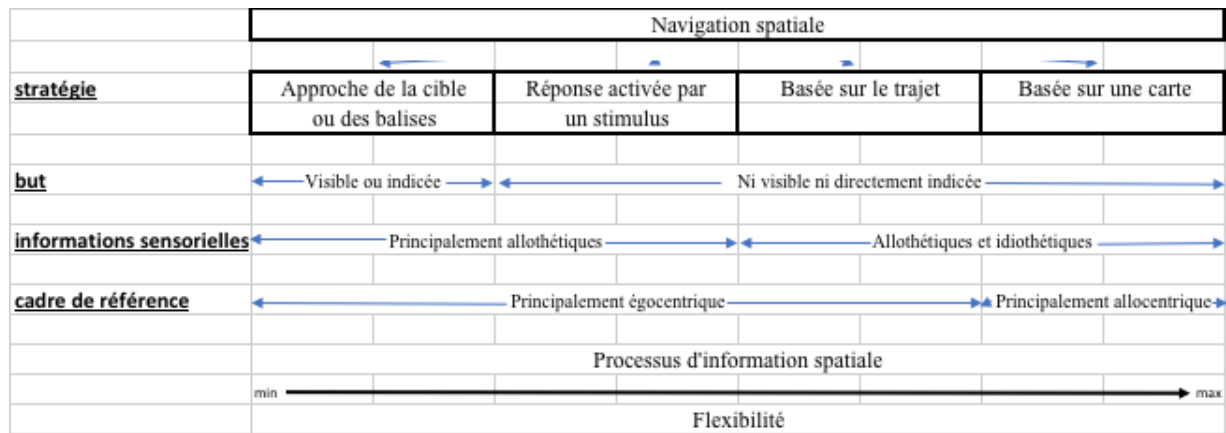 Navigation spatiale
stratégie
Approche de la cible
ou des balises
Réponse activée par
un stimulus
Basée sur le trajet
Basée sur une carte
but
Visible ou indicée
Ni visible ni directement indicée
informations sensorielles
Principalement allothétiques
Allothétiques et idiothétiques
cadre de référence
Principalement égocentrique
Principalement allocentrique
Processus d'information spatiale
min
max
Flexibilité